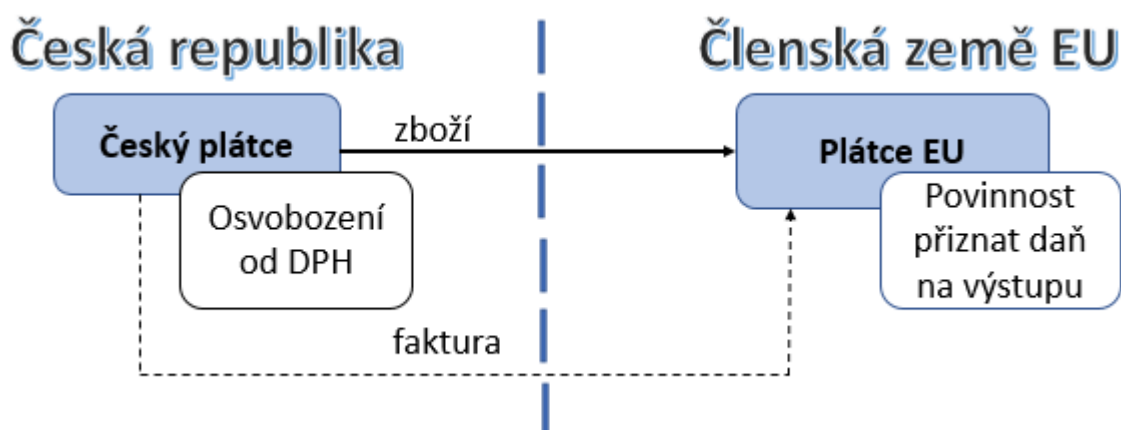 Česká republika
Členská země EU
Český plátce
zboží
Plátce EU
Osvobození
od DPH
Povinnost
přiznat daň
na výstupu
faktura